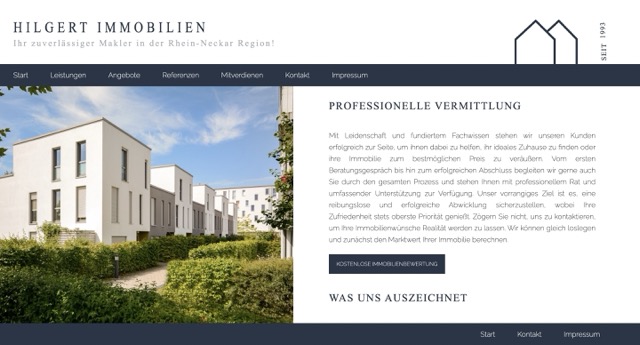 HILGERT IMMOBILIEN
Ihr zuverlässiger Makler in der Rhein-Neckar Region!
SEIT 1993
Start Leistungen Angebote Referenzen Mitverdienen Kontakt Impressum
PROFESSIONELLE VERMITTLUNG
Mit Leidenschaft und fundiertem Fachwissen stehen wir unseren Kunden
erfolgreich zur Seite, um ihnen dabei zu helfen, ihr ideales Zuhause zu finden oder
ihre Immobilie zum bestmöglichen Preis zu veräußern. Vom ersten
Beratungsgespräch bis hin zum erfolgreichen Abschluss begleiten wir gerne auch
Sie durch den gesamten Prozess und stehen Ihnen mit professionellem Rat und
umfassender Unterstützung zur Verfügung. Unser vorrangiges Ziel ist es, eine
reibungslose und erfolgreiche Abwicklung sicherzustellen, wobei Ihre
Zufriedenheit stets oberste Priorität genießt. Zögern Sie nicht, uns zu kontaktieren,
um Ihre Immobilienwünsche Realität werden zu lassen. Wir können gleich loslegen
und zunächst den Marktwert Ihrer Immobilie berechnen
KOSTENLOSE IMMOBILIENBEWERTUNG
WAS UNS AUSZEICHNET
Start Kontakt Impressum